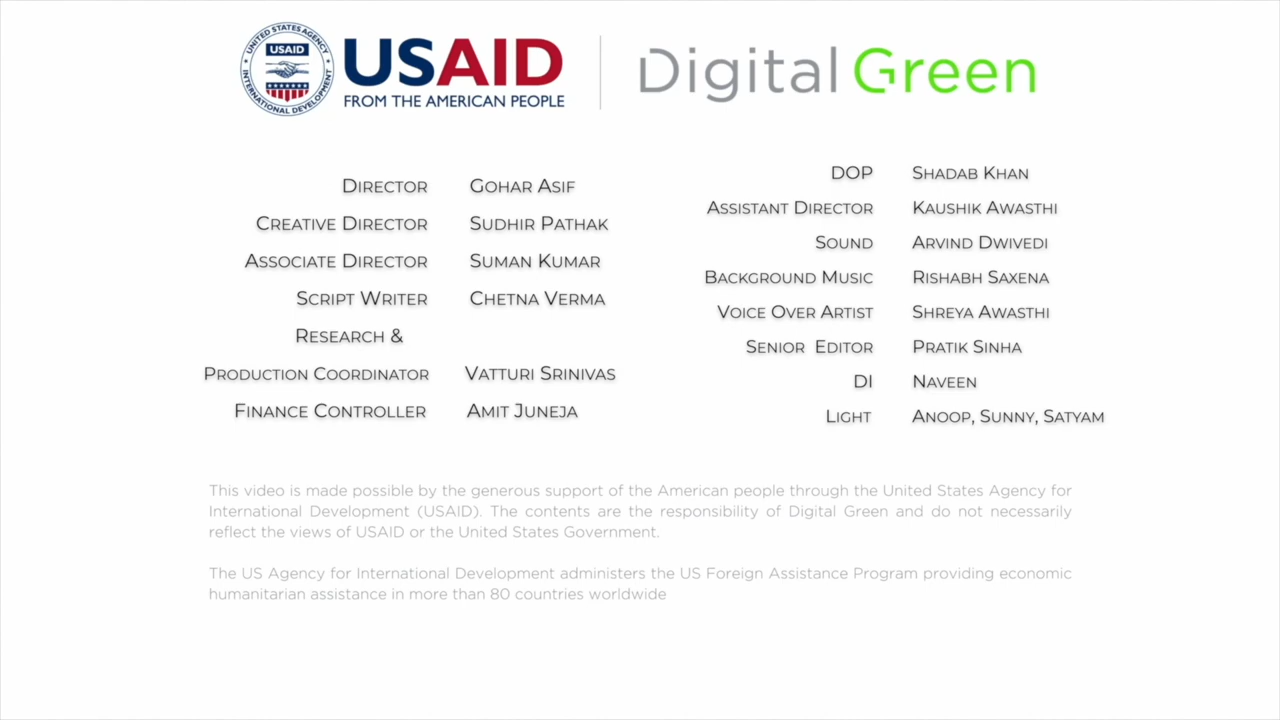 UNITED STATES AGENCY
USAID
INTERNATIONAL DEVELOPMENT
USAID
FROM THE AMERICAN PEOPLE
Digital Green
DIRECTOR GOHAR ASIF
CREATIVE DIRECTOR SUDHIR PATHAK
ASSOCIATE DIRECTOR SUMAN KUMAR
SCRIPT WRITER CHETNA VERMA
RESEARCH &
PRODUCTION COORDINATOR VATTURI SRINIVAS
FINANCE CONTROLLER AMIT JUNEJA
DOP SHADAB KHAN
ASSISTANT DIRECTOR KAUSHIK AWASTHI
SOUND ARVIND DWIVEDI
BACKGROUND MUSIC RISHABH SAXENA
VOICE OVER ARTIST SHREYA AWASTHI
SENIOR EDITOR PRATIK SINHA
DI NAVEEN
LIGHT ANOOP, SUNNY, SATYAM
This video is made possible by the generous support of the American people through the United States Agency for
International Development (USAID). The contents are the responsibility of Digital Green and do not necessarily
reflect the views of USAID or the United States Government.
The US Agency for International Development administers the US Foreign Assistance Program providing economic
humanitarian assistance in more than 80 countries worldwide